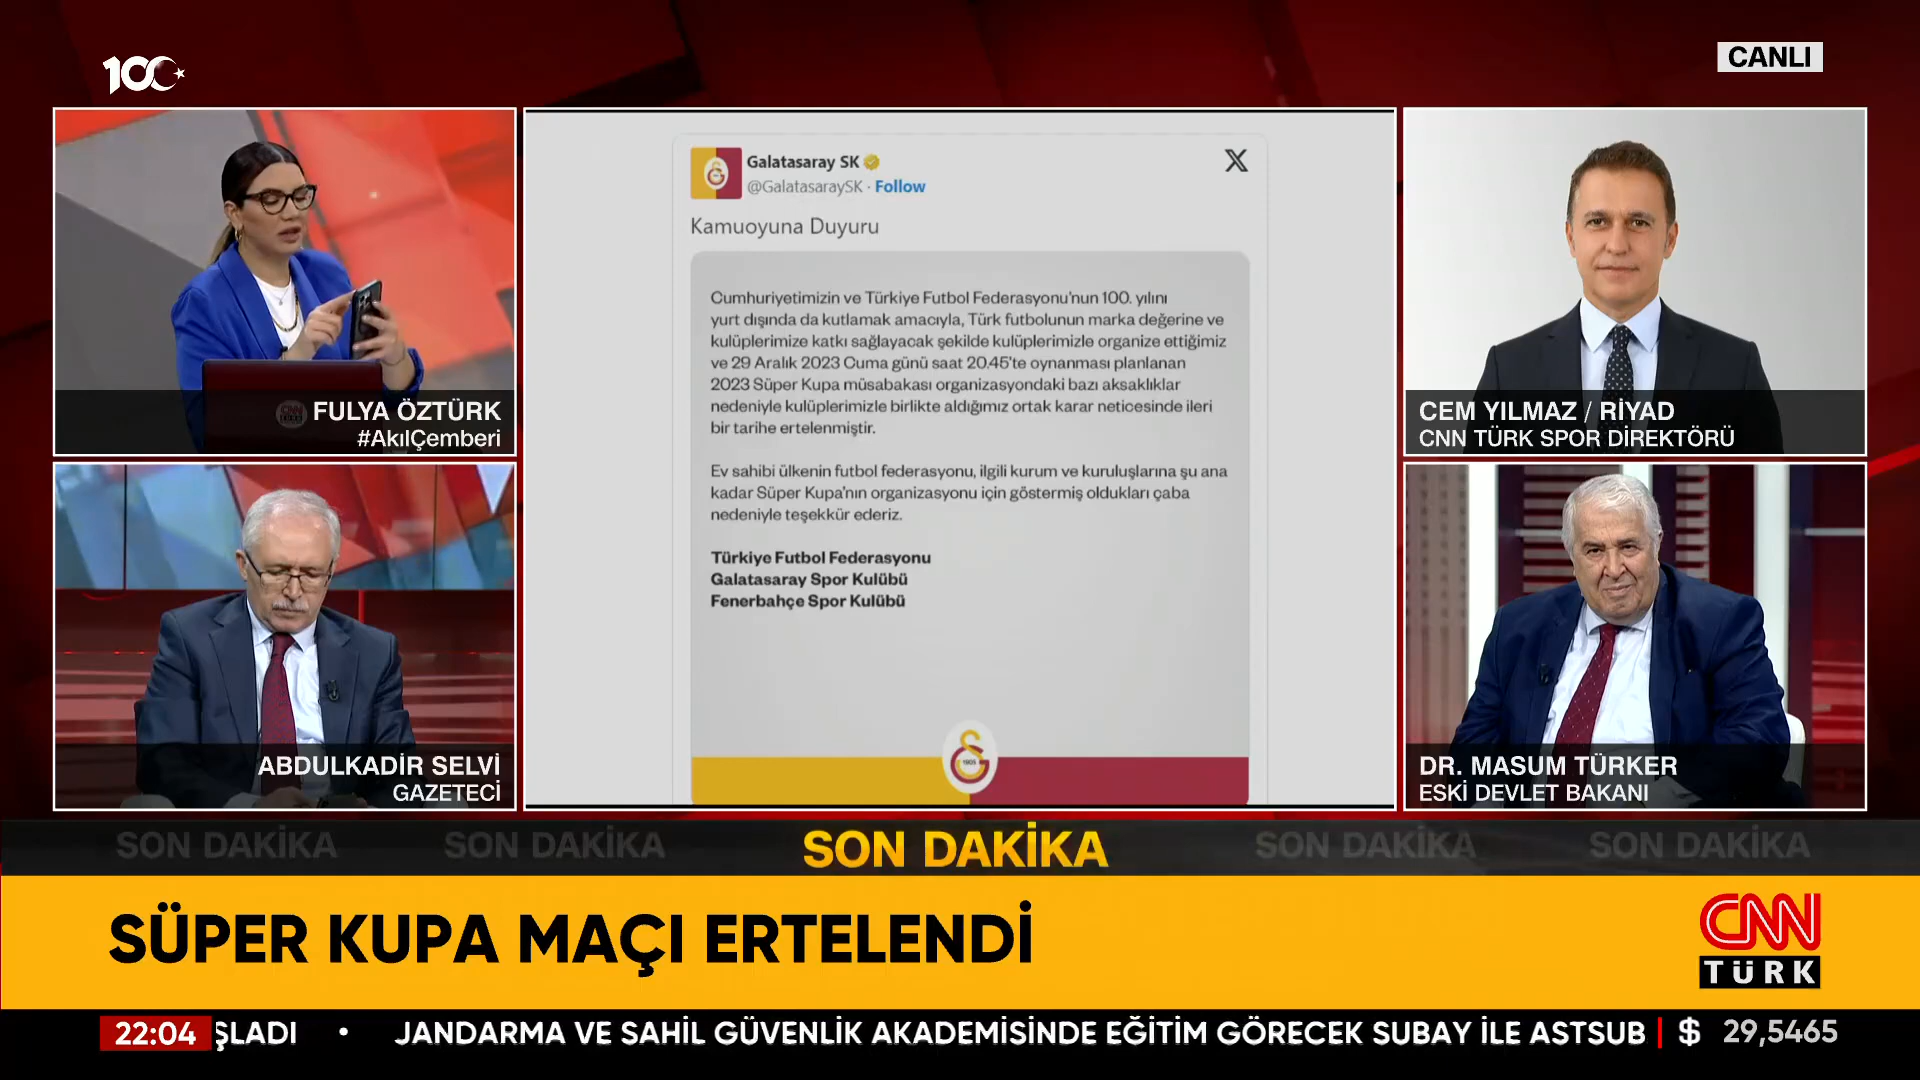 100
CANLI
FULYA ÖZTÜRK
#AkılÇemberi
ABDULKADİR SELVİ
GAZETECİ
Galatasaray SK
@GalatasaraySK · Follow
Kamuoyuna Duyuru
Cumhuriyetimizin ve Türkiye Futbol Federasyonu'nun 100. yılını
yurt dışında da kutlamak amacıyla, Türk futbolunun marka değerine ve
kulüplerimize katkı sağlayacak şekilde kulüplerimizle organize ettiğimiz
ve 29 Aralık 2023 Cuma günü saat 20.45'te oynanması planlanan
2023 Süper Kupa müsabakası organizasyondaki bazı aksaklıklar
nedeniyle kulüplerimizle birlikte aldığımız ortak karar neticesinde ileri
bir tarihe ertelenmiştir.
Ev sahibi ülkenin futbol federasyonu, ilgili kurum ve kuruluşlarına şu ana
kadar Süper Kupa'nın organizasyonu için göstermiş oldukları çaba
nedeniyle teşekkür ederiz.
Türkiye Futbol Federasyonu
Galatasaray Spor Kulübü
Fenerbahçe Spor Kulübü
1905
CEM YILMAZ / RİYAD
CNN TÜRK SPOR DİREKTÖRÜ
DR. MASUM TÜRKER
ESKİ DEVLET BAKANI
SON DAKİKA SON DAKİKA SON DAKİKA SON DAKİKA SON DAKİKA
SÜPER KUPA MAÇI ERTELENDİ
CNN
TÜRK
22:04 ŞLADI • JANDARMA VE SAHİL GÜVENLİK AKADEMİSİNDE EĞİTİM GÖRECEK SUBAY İLE ASTSUB $ 29,5465